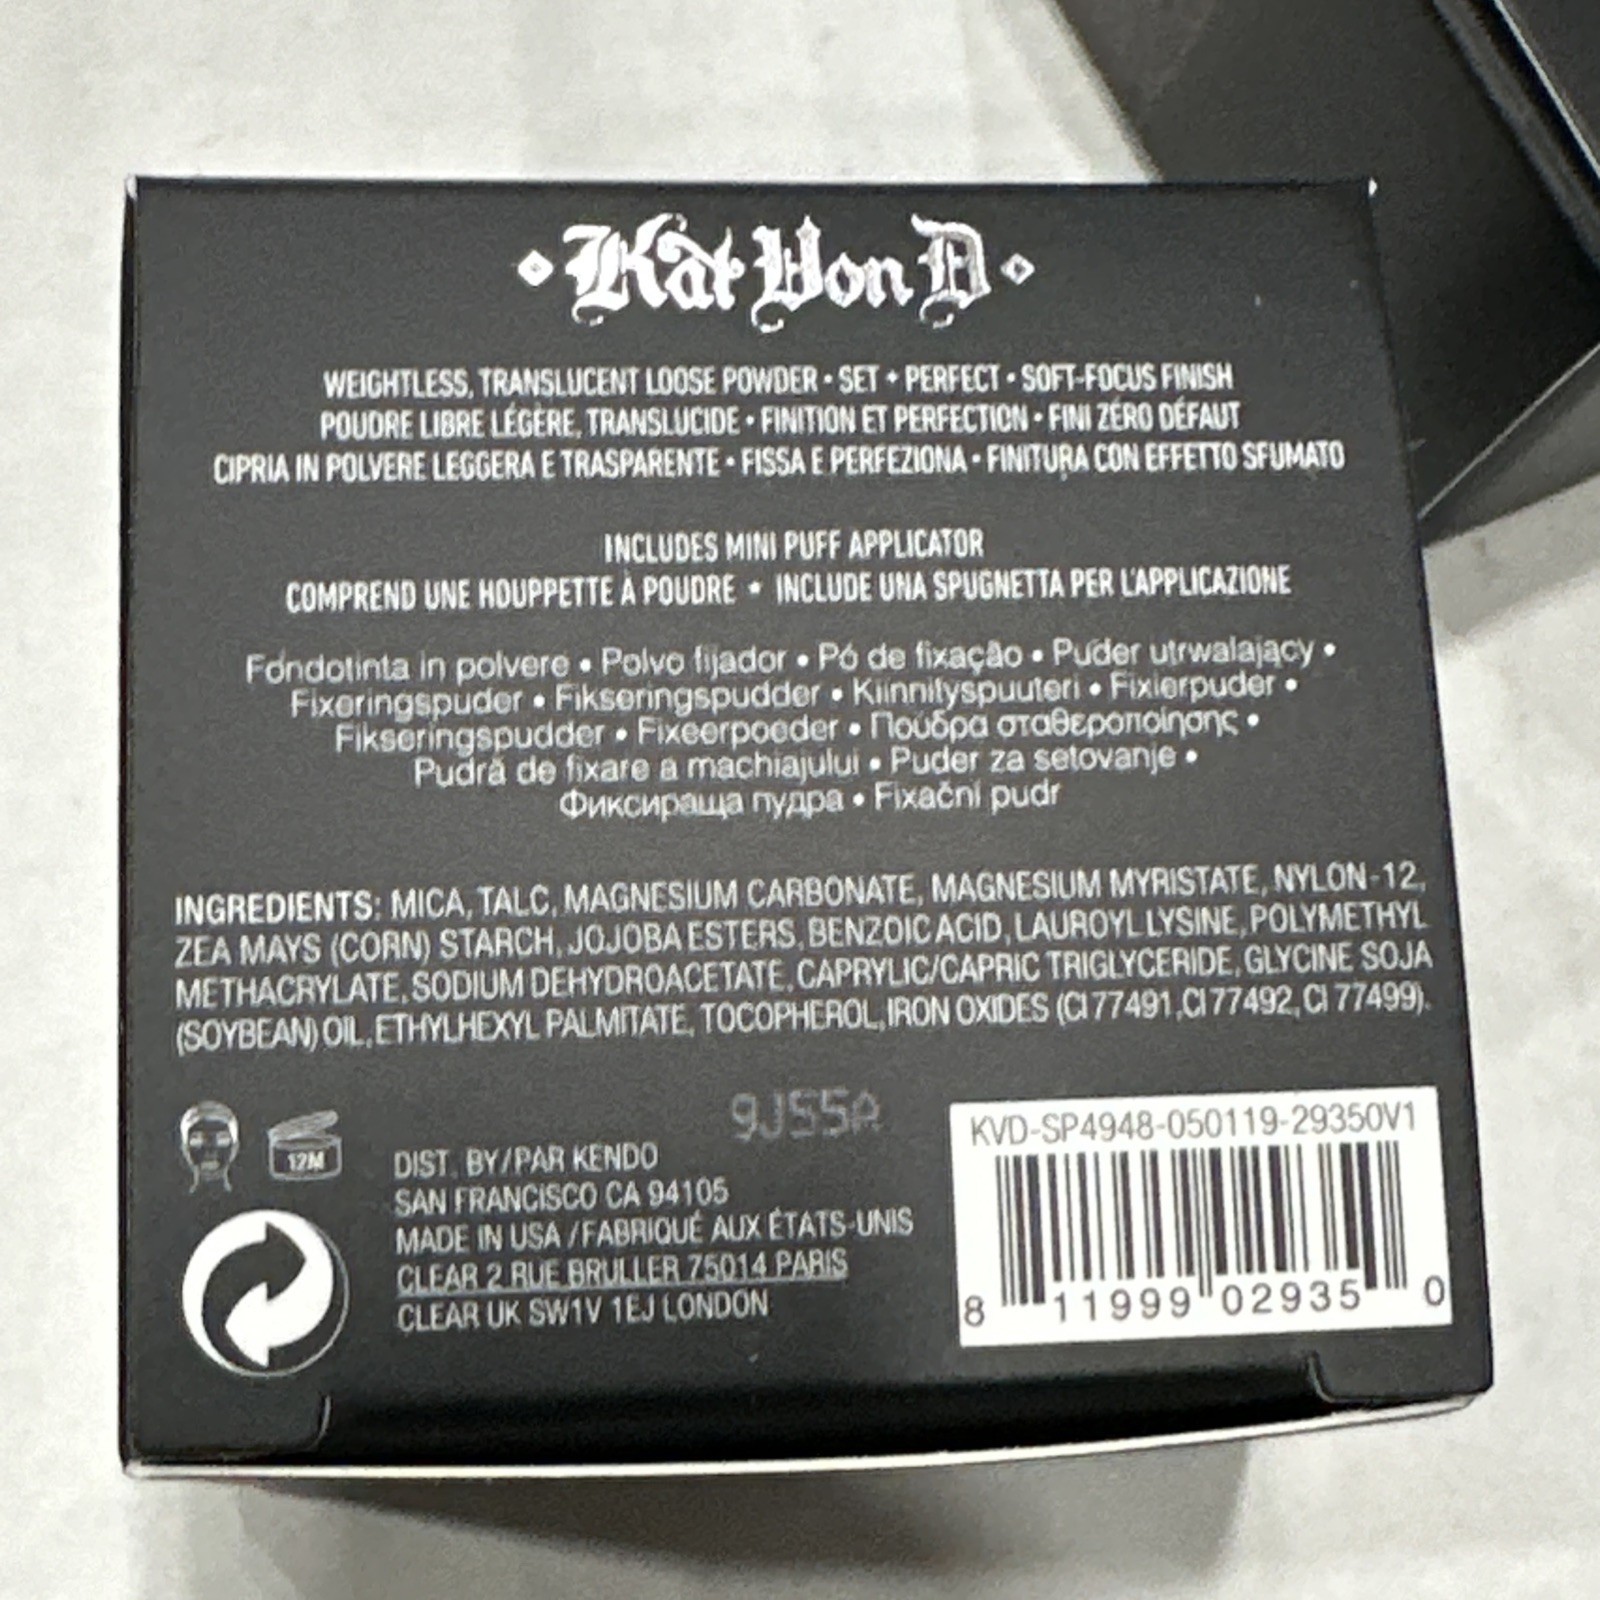 Kat Von D
WEIGHTLESS, TRANSLUCENT LOOSE POWDER • SET + PERFECT • SOFT-FOCUS FINISH
POUDRE LIBRE LÉGÈRE, TRANSLUCIDE • FINITION ET PERFECTION • FINI ZÉRO DÉFAUT
CIPRIA IN POLVERE LEGGERA E TRASPARENTE • FISSA E PERFEZIONA • FINITURA CON EFFETTO SFUMATO
INCLUDES MINI PUFF APPLICATOR
COMPREND UNE HOUPPETTE À POUDRE • INCLUDE UNA SPUGNETTA PER L'APPLICAZIONE
Fondotinta in polvere • Polvo fijador • Pó de fixação • Puder utrwalający •
Fixeringspuder • Fikseringspudder • Kiinnityspuuteri • Fixierpuder •
Fikseringspudder • Fixeerpoeder • Πούδρα σταθεροποίησης •
Pudră de fixare a machiajului • Puder za setovanje •
Фиксираща пудра • Fixační pudr
INGREDIENTS: MICA, TALC, MAGNESIUM CARBONATE, MAGNESIUM MYRISTATE, NYLON-12,
ZEA MAYS (CORN) STARCH, JOJOBA ESTERS, BENZOIC ACID, LAUROYL LYSINE, POLYMETHYL
METHACRYLATE, SODIUM DEHYDROACETATE, CAPRYLIC/CAPRIC TRIGLYCERIDE, GLYCINE SOJA
(SOYBEAN) OIL, ETHYLHEXYL PALMITATE, TOCOPHEROL, IRON OXIDES (CI 77491, CI 77492, CI 77499).
9J55A
12M
DIST. BY/PAR KENDO
SAN FRANCISCO CA 94105
MADE IN USA / FABRIQUÉ AUX ÉTATS-UNIS
CLEAR 2 RUE BRULLER 75014 PARIS
CLEAR UK SW1V 1EJ LONDON
KVD-SP4948-050119-29350V1
8 11999 02935 0